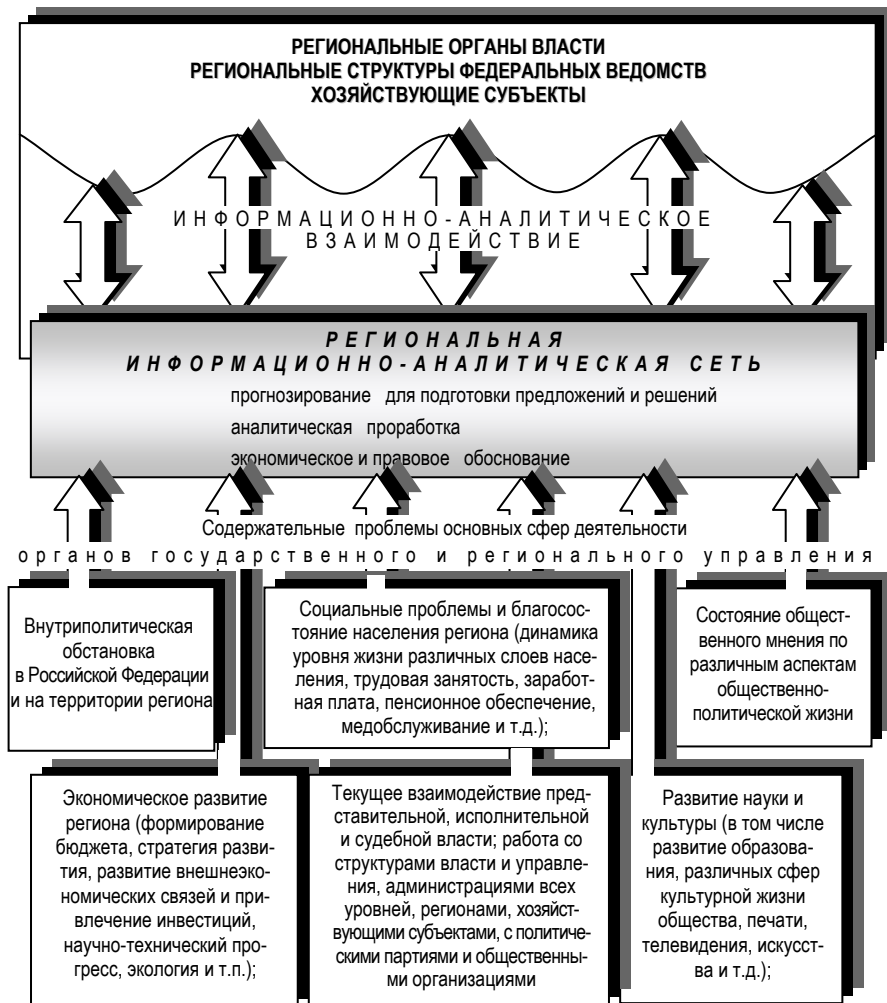 РЕГИОНАЛЬНЫЕ ОРГАНЫ ВЛАСТИ
РЕГИОНАЛЬНЫЕ СТРУКТУРЫ ФЕДЕРАЛЬНЫХ ВЕДОМСТВ
ХОЗЯЙСТВУЮЩИЕ СУБЪЕКТЫ
ИНФОРМАЦИОННО-АНАЛИТИЧЕСКОЕ
ВЗАИМОДЕЙСТВИЕ
РЕГИОНАЛЬНАЯ
ИНФОРМАЦИОННО-АНАЛИТИЧЕСКАЯ СЕТЬ
прогнозирование для подготовки предложений и решений
аналитическая проработка
экономическое и правовое обоснование
Содержательные проблемы основных сфер деятельности
органов государственного и регионального управления
Внутриполитическая
обстановка
в Российской Федерации
и на территории региона
Социальные проблемы и благосос-
тояние населения региона (динамика
уровня жизни различных слоев насе-
ления, трудовая занятость, заработ-
ная плата, пенсионное обеспечение,
медобслуживание и т.д.);
Состояние общест-
венного мнения по
различным аспектам
общественно-
политической жизни
Экономическое развитие
региона (формирование
бюджета, стратегия разви-
тия, развитие внешнеэко-
номических связей и при-
влечение инвестиций,
научно-технический про-
гресс, экология и т.п.);
Текущее взаимодействие пред-
ставительной, исполнительной
и судебной власти; работа со
структурами власти и управле-
ния, администрациями всех
уровней, регионами, хозяйст-
вующими субъектами, с политиче-
скими партиями и общественны-
ми организациями
Развитие науки и
культуры (в том числе
развитие образова-
ния, различных сфер
культурной жизни
общества, печати,
телевидения, искусст-
ва и т.д.);